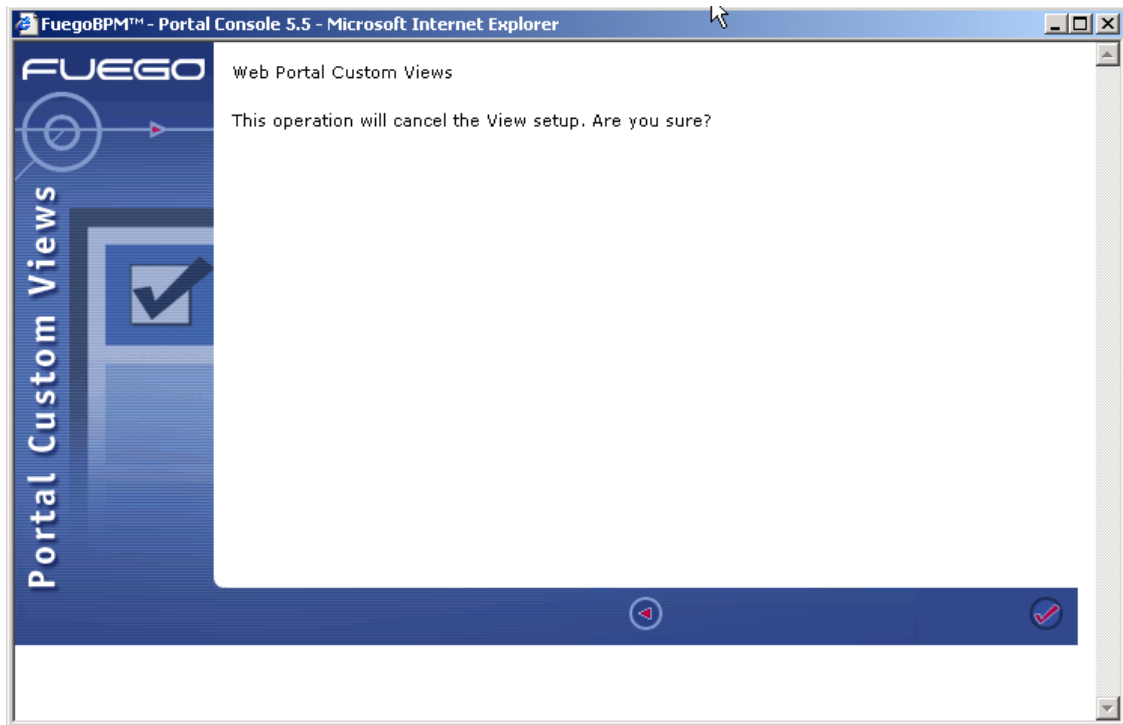 FuegoBPM™ - Portal Console 5.5 - Microsoft Internet Explorer
FUEGO
Web Portal Custom Views
This operation will cancel the View setup. Are you sure?
Portal Custom Views